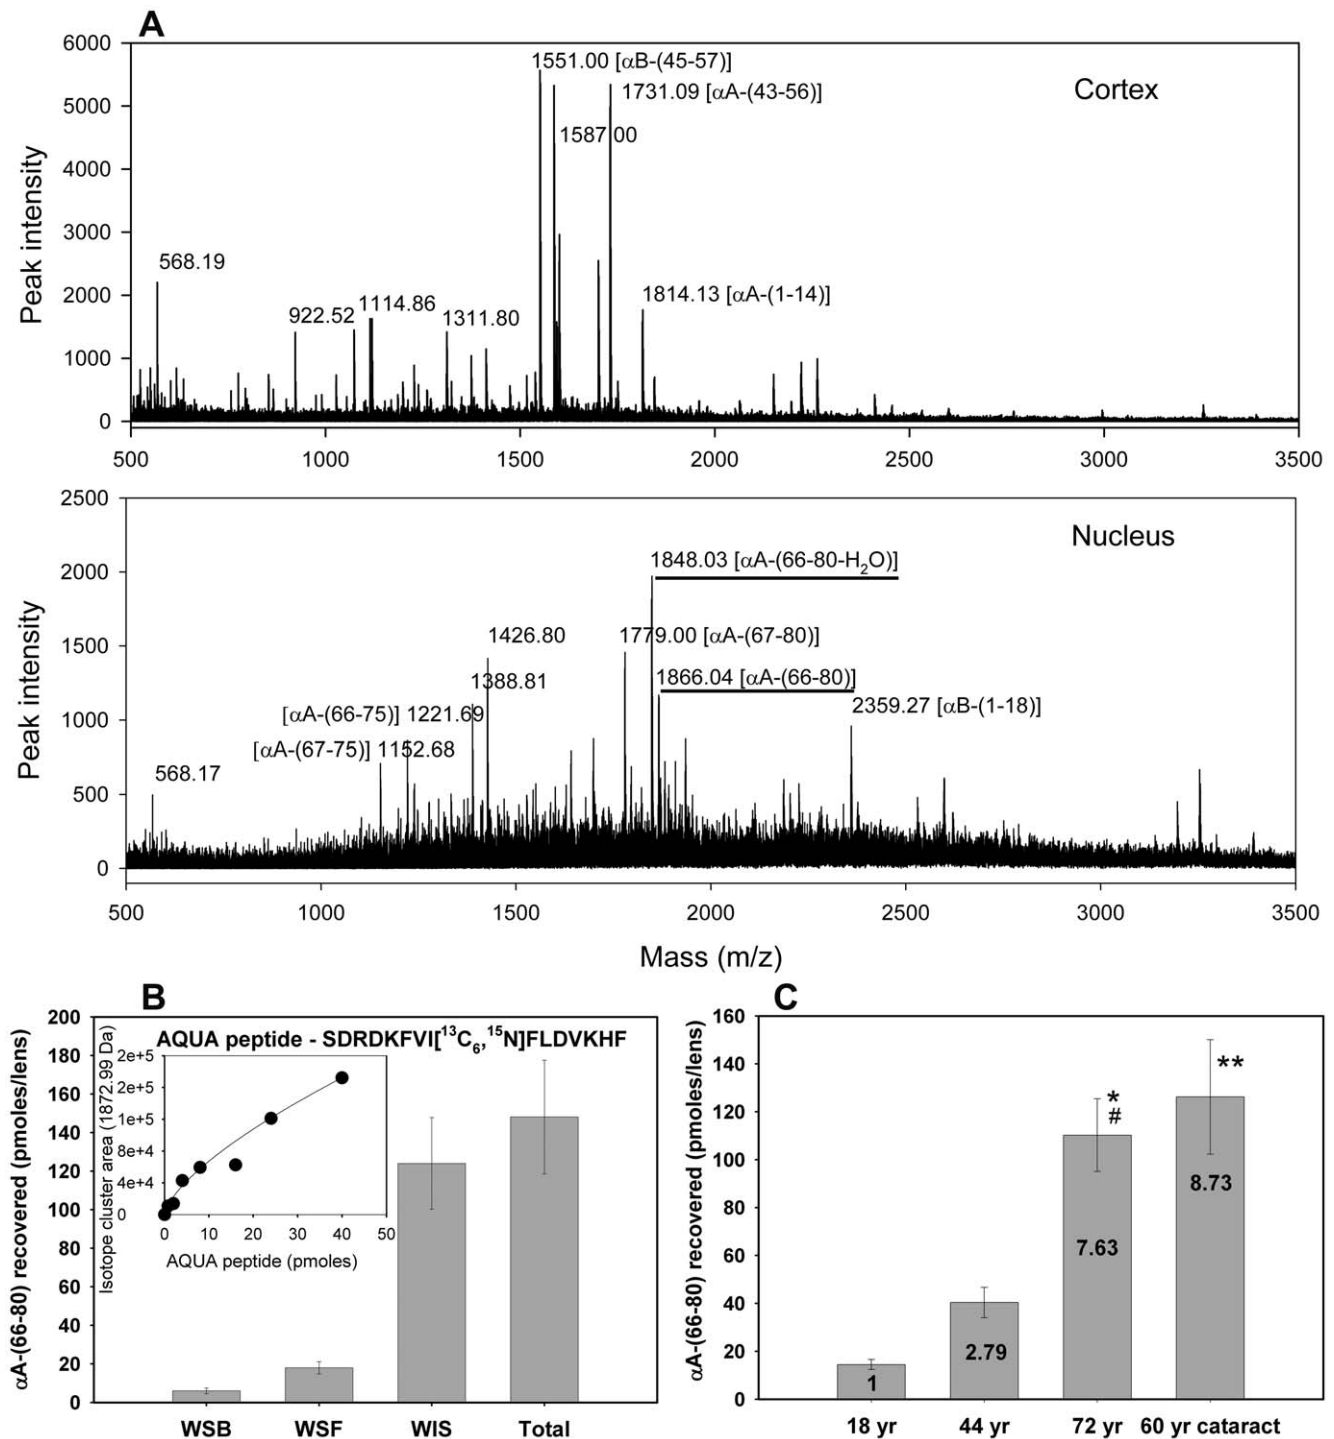 A
6000
5000
4000
3000
2000
1000
0
Peak intensity
1551.00 [αB-(45-57)]
1731.09 [αA-(43-56)]
Cortex
1587.00
568.19
922.52
1114.86
1311.80
1814.13 [αA-(1-14)]
500 1000 1500 2000 2500 3000 3500
2500
2000
1500
1000
500
0
Peak intensity
Nucleus
1848.03 [αA-(66-80-H₂O)]
1426.80
1779.00 [αA-(67-80)]
1388.81
1866.04 [αA-(66-80)]
[αA-(66-75)] 1221.69
2359.27 [αB-(1-18)]
[αA-(67-75)] 1152.68
568.17
500 1000 1500 2000 2500 3000 3500
Mass (m/z)
B
αA-(66-80) recovered (pmoles/lens)
200
180
160
140
120
100
80
60
40
20
0
AQUA peptide - SDRDKFVI[¹³C₆,¹⁵N]FLDVKHF
Isotope cluster area (1872.99 Da)
2e+5
2e+5
1e+5
8e+4
4e+4
0
0 10 20 30 40 50
AQUA peptide (pmoles)
WSB WSF WIS Total
C
αA-(66-80) recovered (pmoles/lens)
160
140
120
100
80
60
40
20
0
*
#
**
1
2.79
7.63
8.73
18 yr 44 yr 72 yr 60 yr cataract